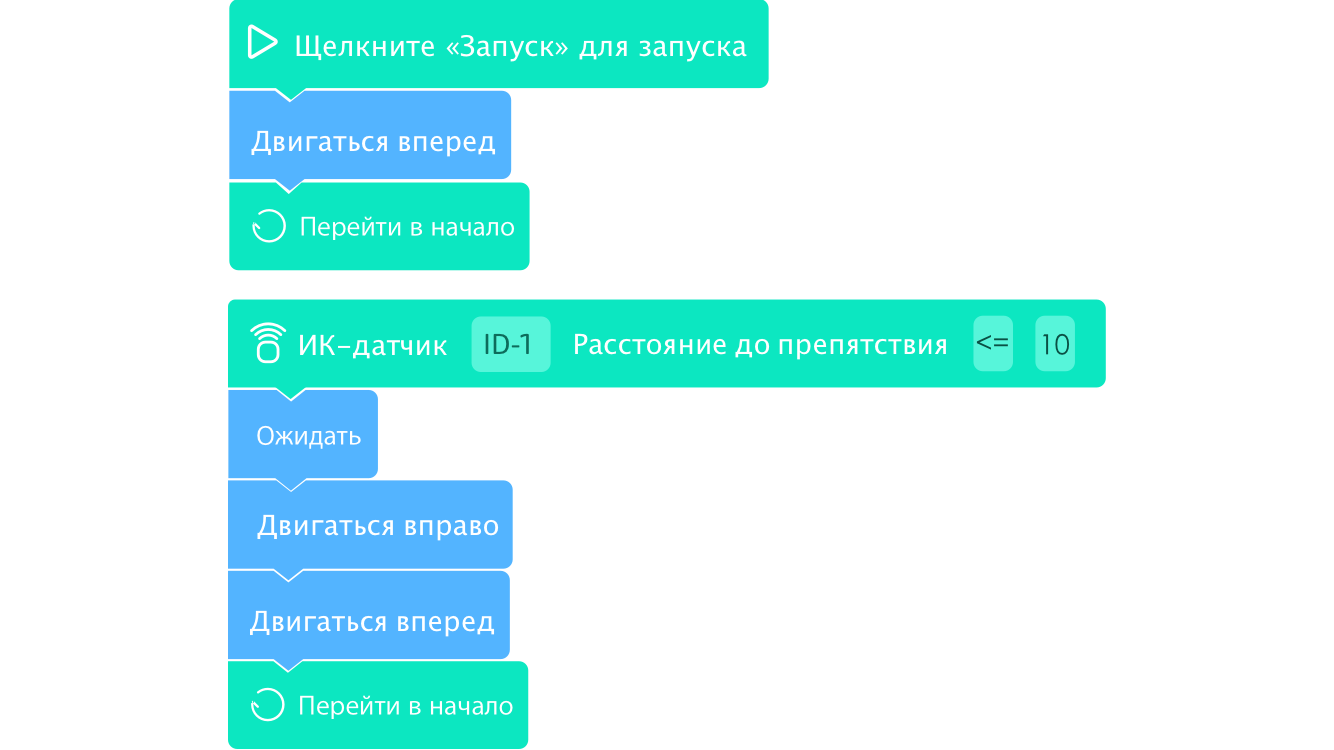 Щелкните «Запуск» для запуска
Двигаться вперед
Перейти в начало
ИК-датчик ID-1 Расстояние до препятствия <= 10
Ожидать
Двигаться вправо
Двигаться вперед
Перейти в начало